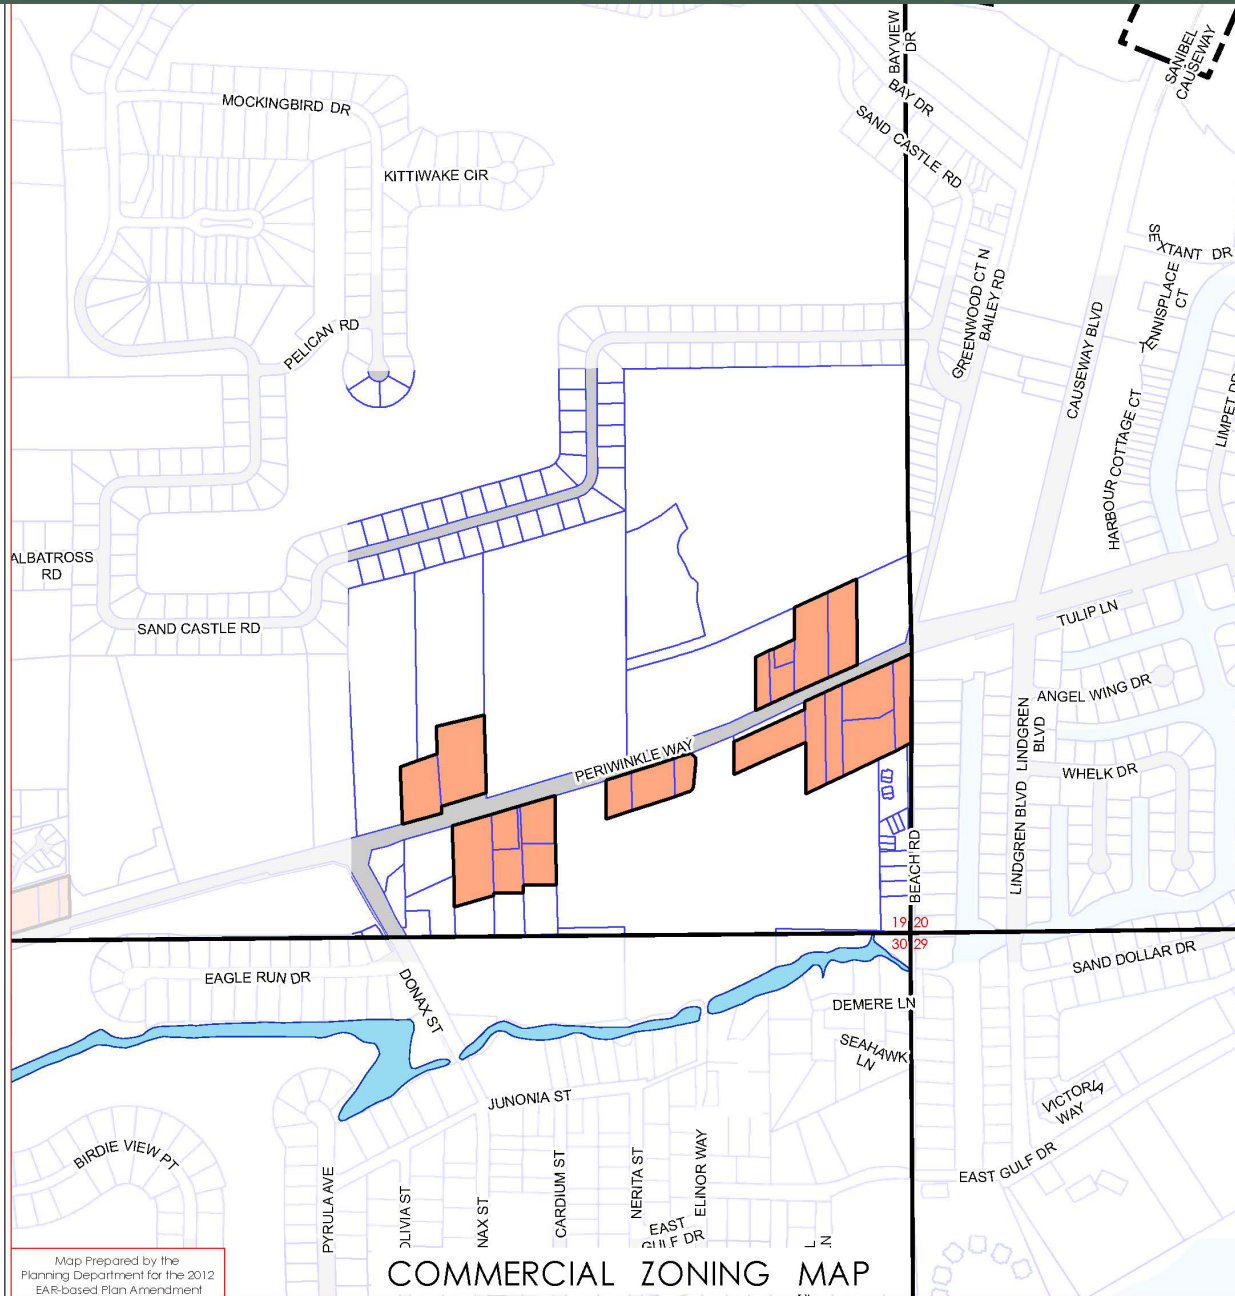 BAYVIEW
DR
SANIBEL
CAUSEWAY
MOCKINGBIRD DR
BAY DR
SAND CASTLE RD
KITTIWAKE CIR
SEXTANT DR
GREENWOOD CT N
BAILEY RD
TENNISPLACE
CT
CAUSEWAY BLVD
PELICAN RD
HARBOUR COTTAGE CT
LIMPET DR
ALBATROSS
RD
SAND CASTLE RD
TULIP LN
ANGEL WING DR
LINDGREN
BLVD
PERIWINKLE WAY
WHELK DR
LINDGREN BLVD
BEACH RD
19 20
30 29
EAGLE RUN DR
DONAX ST
SAND DOLLAR DR
DEMERE LN
SEAHAWK
LN
JUNONIA ST
VICTORIA
WAY
BIRDIE VIEW PT
EAST GULF DR
PYRULA AVE
OLIVIA ST
NAX ST
CARDIUM ST
NERITA ST
ELINOR WAY
EAST
GULF DR
L
LN
Map Prepared by the
Planning Department for the 2012
EAR-based Plan Amendment
COMMERCIAL ZONING MAP